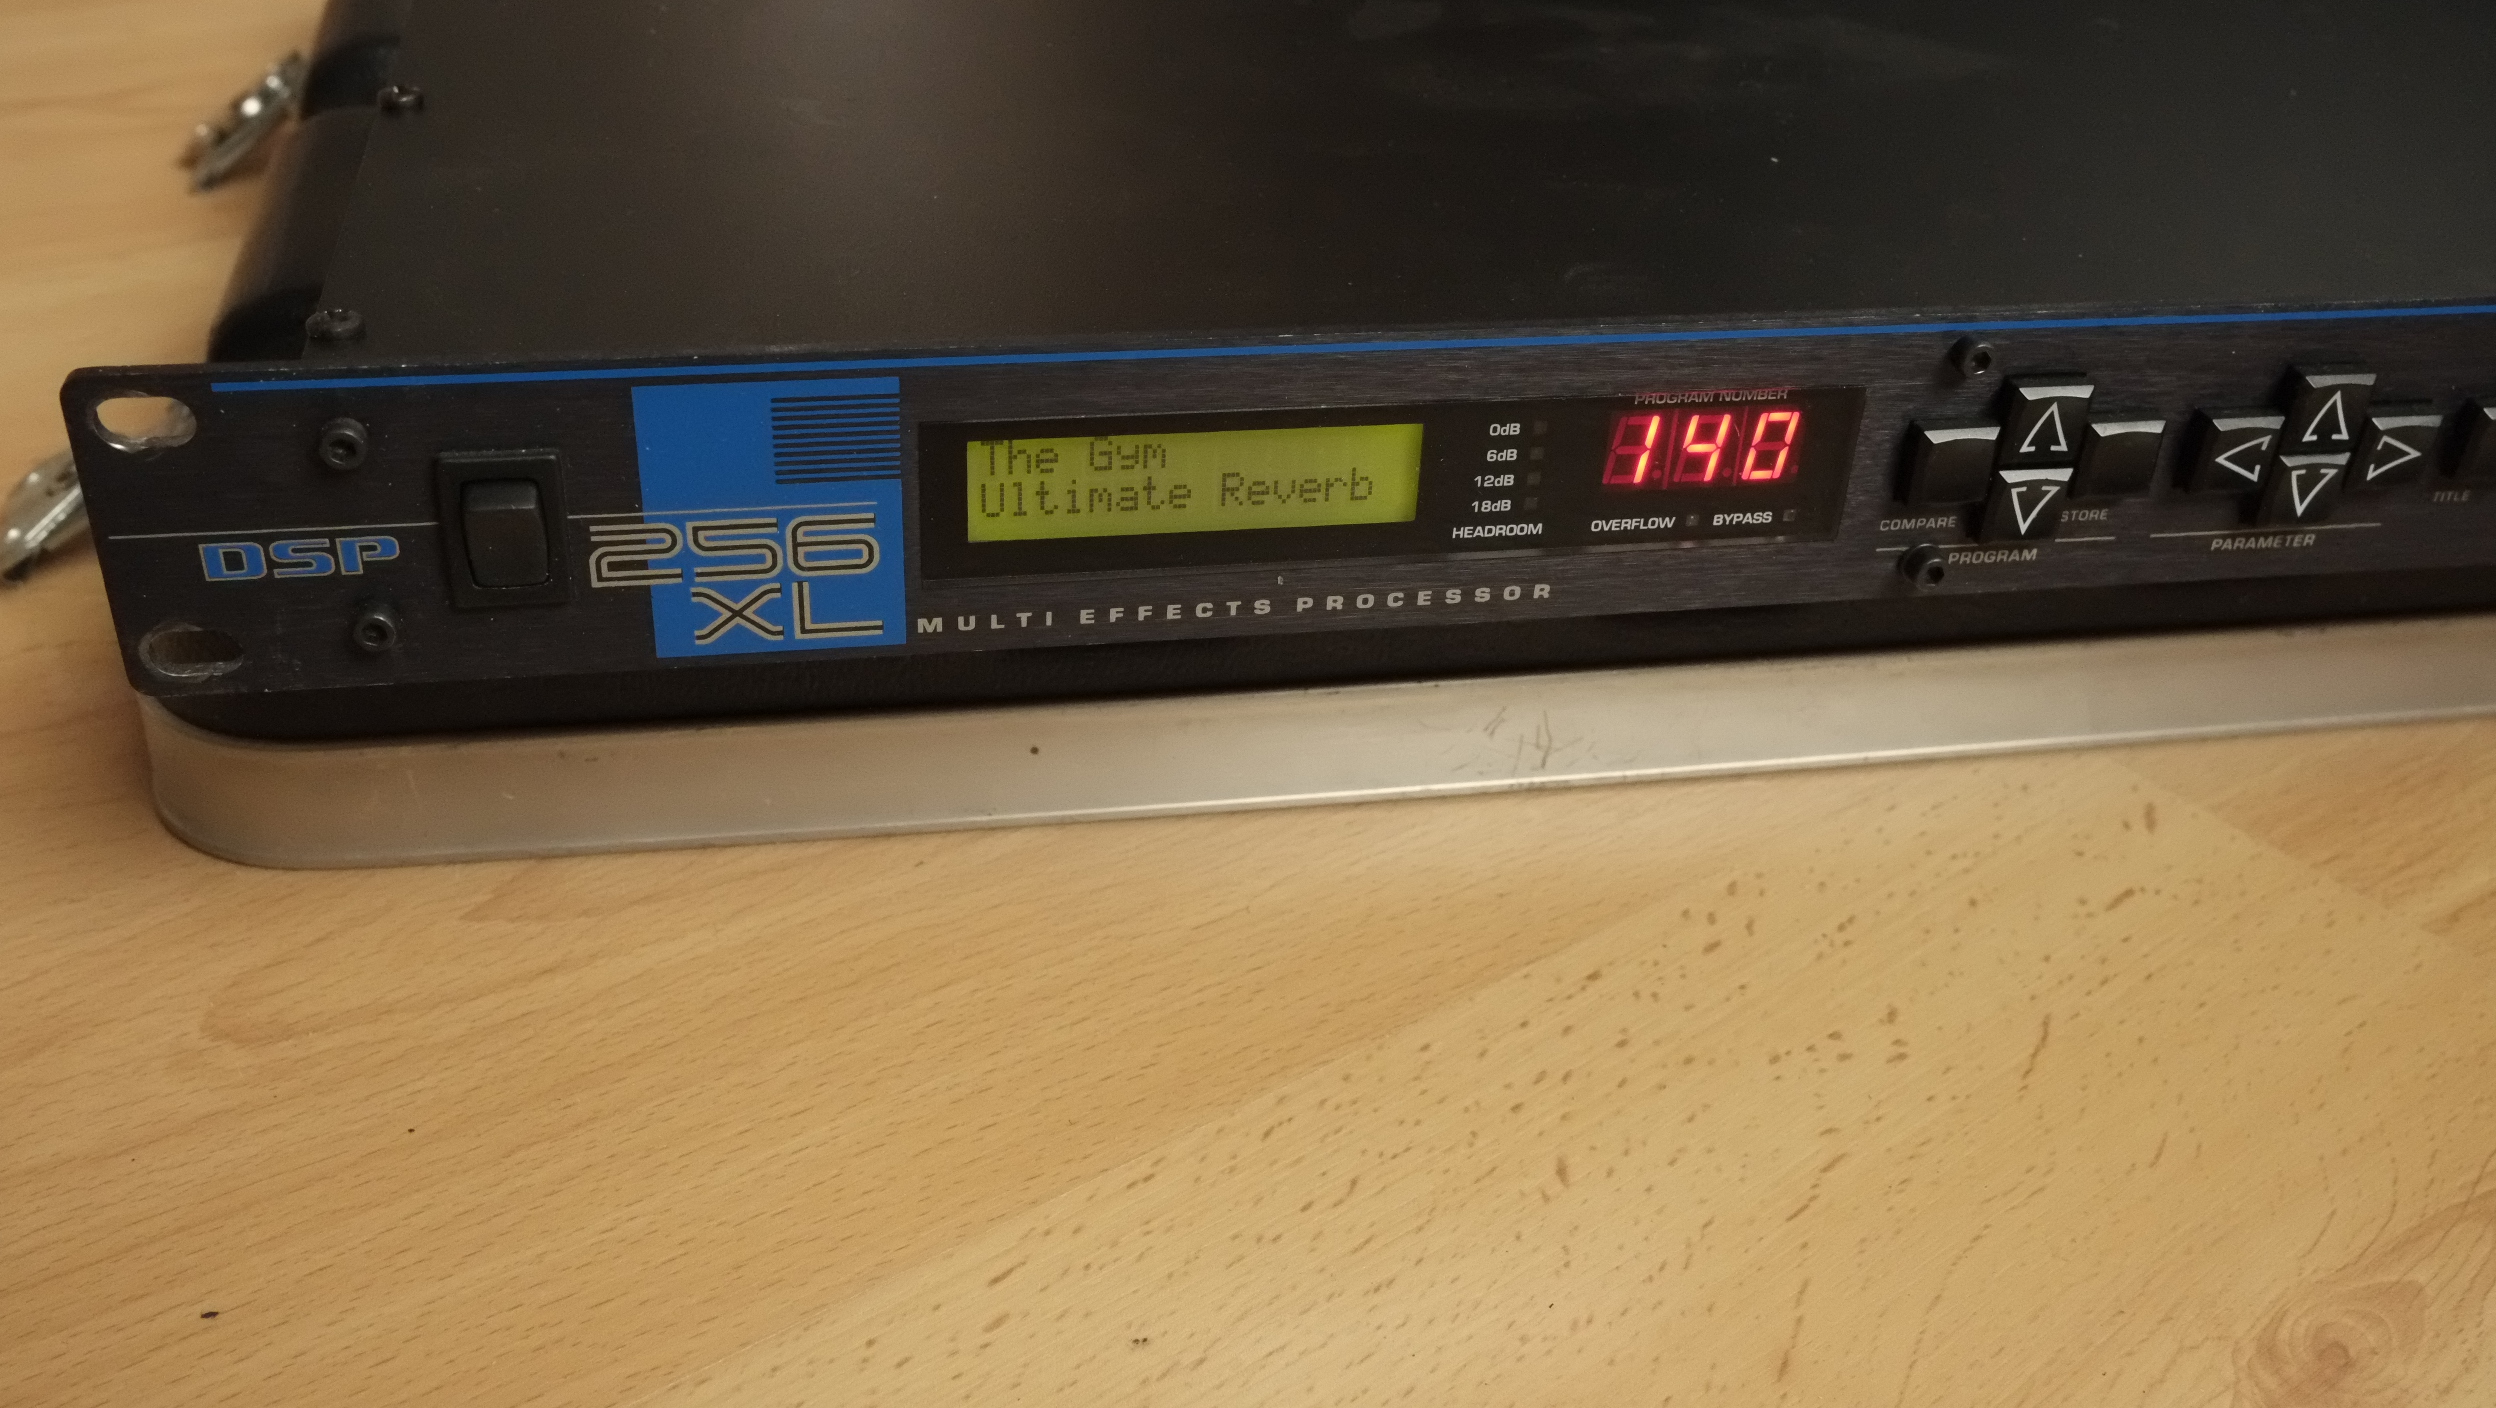 DSP
256
XL
The Gym
Ultimate Reverb
MULTI EFFECTS PROCESSOR
0dB
6dB
12dB
18dB
HEADROOM
PROGRAM NUMBER
140
OVERFLOW
BYPASS
COMPARE
STORE
PROGRAM
PARAMETER
TITLE